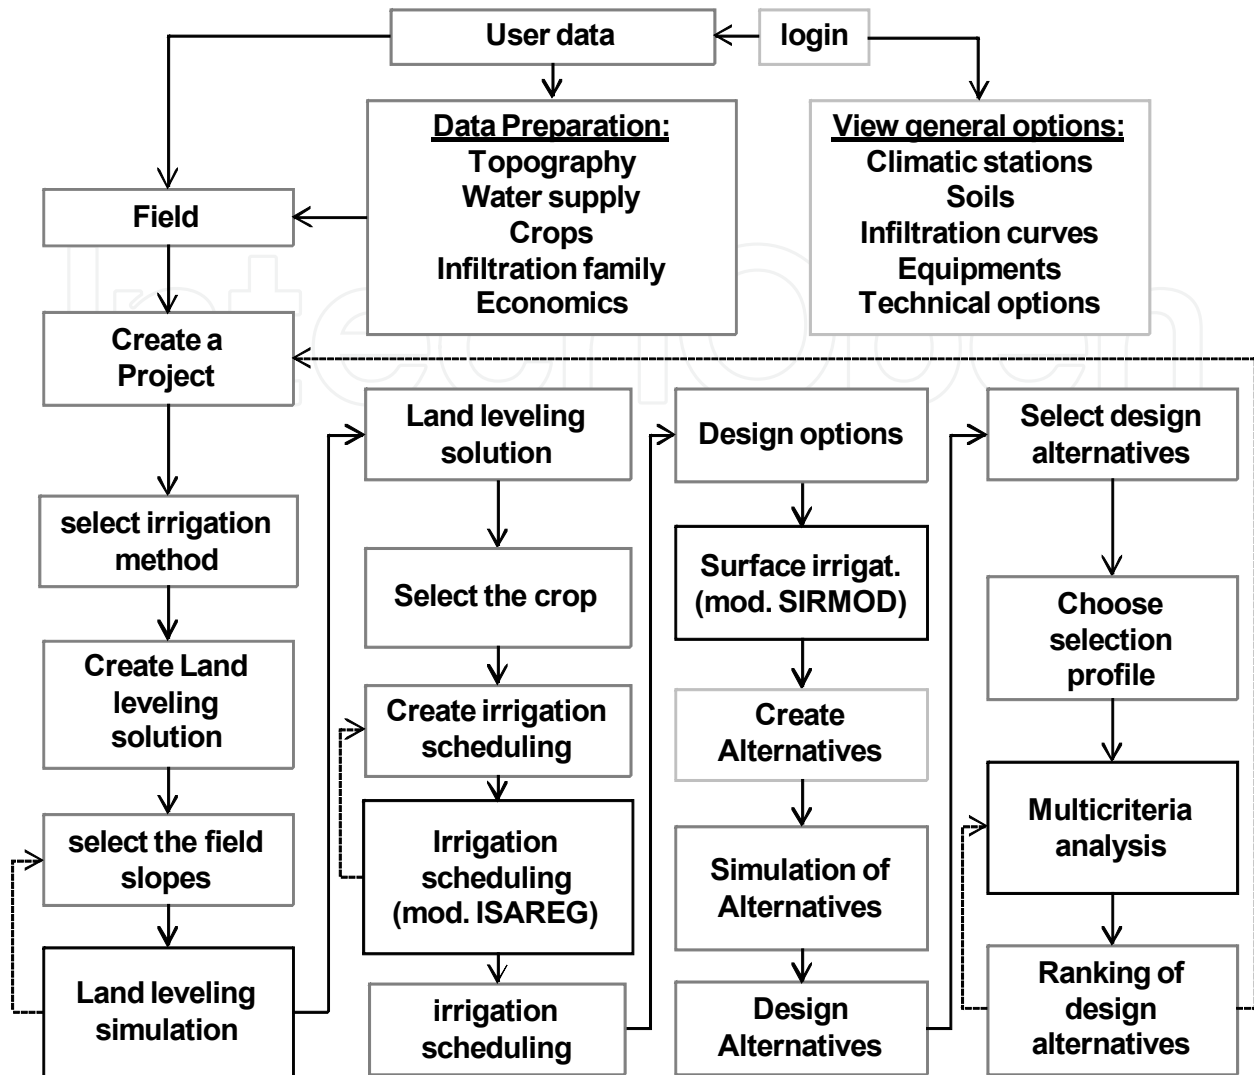 User data
login
Data Preparation:
Topography
Water supply
Crops
Infiltration family
Economics
View general options:
Climatic stations
Soils
Infiltration curves
Equipments
Technical options
Field
Create a
Project
select irrigation
method
Create Land
leveling
solution
select the field
slopes
Land leveling
simulation
Land leveling
solution
Select the crop
Create irrigation
scheduling
Irrigation
scheduling
(mod. ISAREG)
irrigation
scheduling
Design options
Surface irrigat.
(mod. SIRMOD)
Create
Alternatives
Simulation of
Alternatives
Design
Alternatives
Select design
alternatives
Choose
selection
profile
Multicriteria
analysis
Ranking of
design
alternatives
IntechOpen